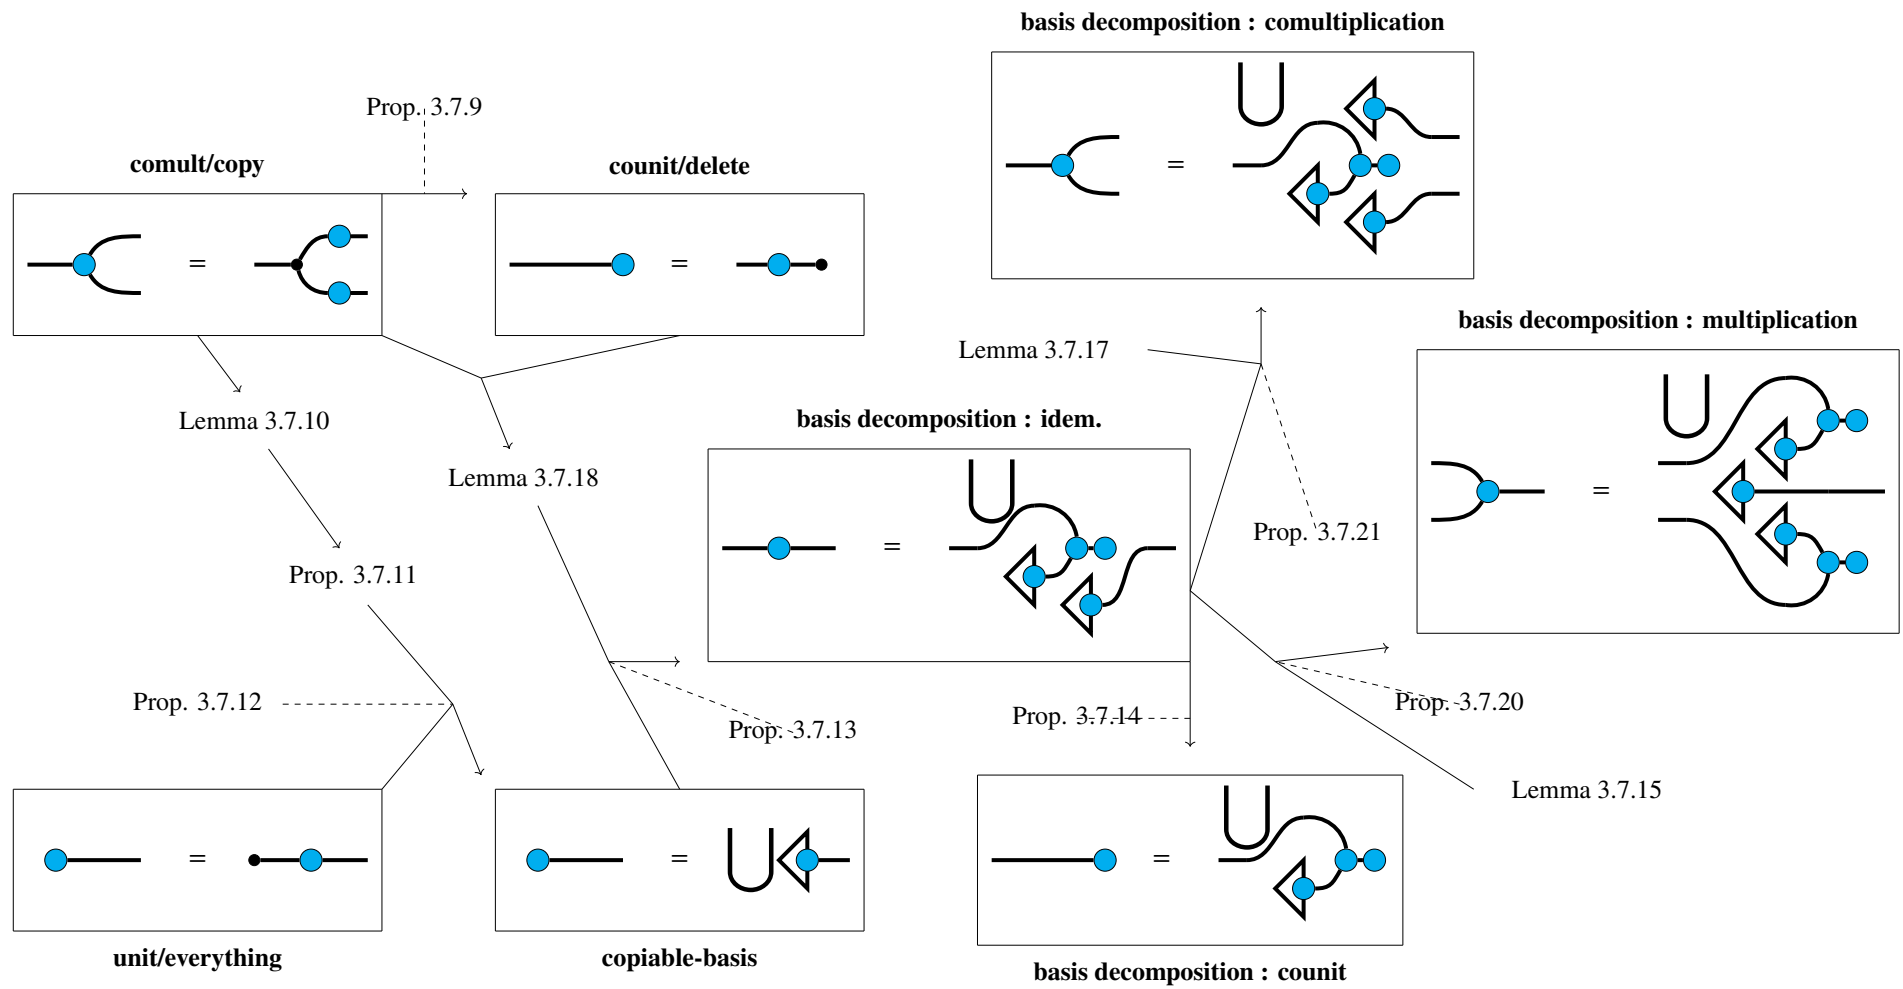 basis decomposition : comultiplication
Prop. 3.7.9
comult/copy
counit/delete
=
=
=
basis decomposition : multiplication
Lemma 3.7.17
Lemma 3.7.10
basis decomposition : idem.
Lemma 3.7.18
=
Prop. 3.7.21
=
Prop. 3.7.11
Prop. 3.7.12
Prop. 3.7.13
Prop. 3.7.14
Prop. 3.7.20
Lemma 3.7.15
=
=
=
unit/everything
copiable-basis
basis decomposition : counit